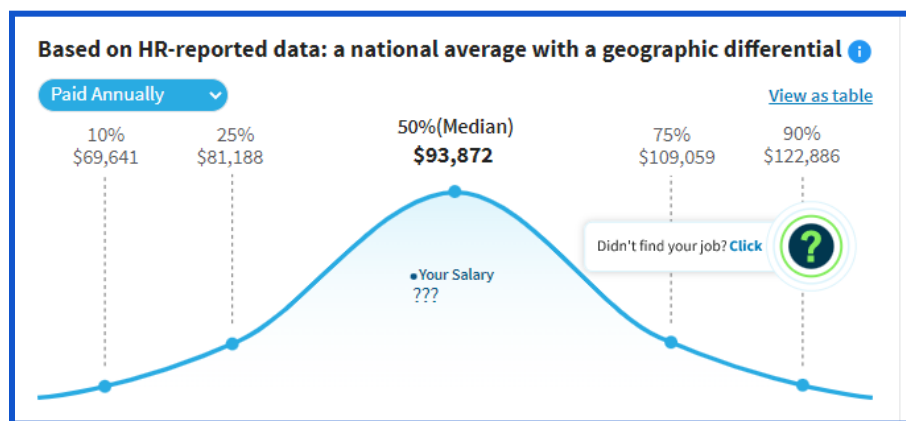 Based on HR-reported data: a national average with a geographic differential i
Paid Annually
View as table
10%
$69,641
25%
$81,188
50%(Median)
$93,872
75%
$109,059
90%
$122,886
Didn't find your job? Click
?
•Your Salary
???